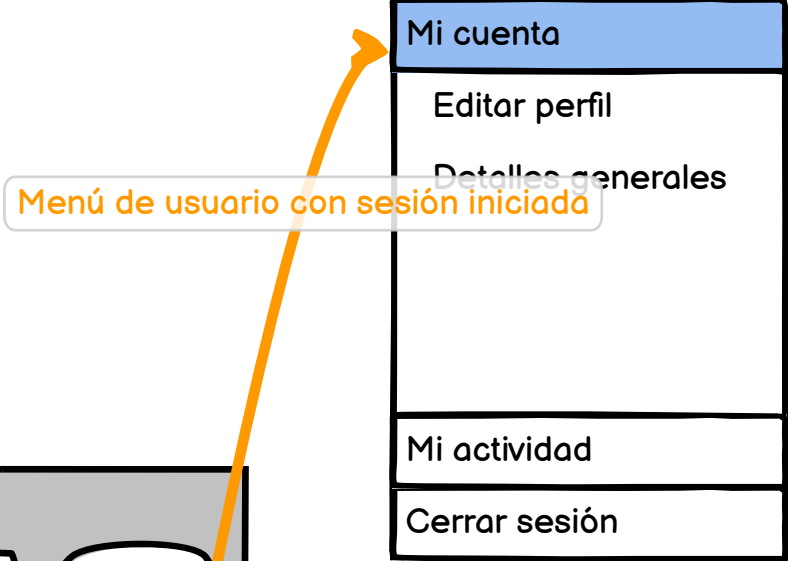 Mi cuenta
Editar perfil
Detalles generales
Menú de usuario con sesión iniciada
Mi actividad
Cerrar sesión